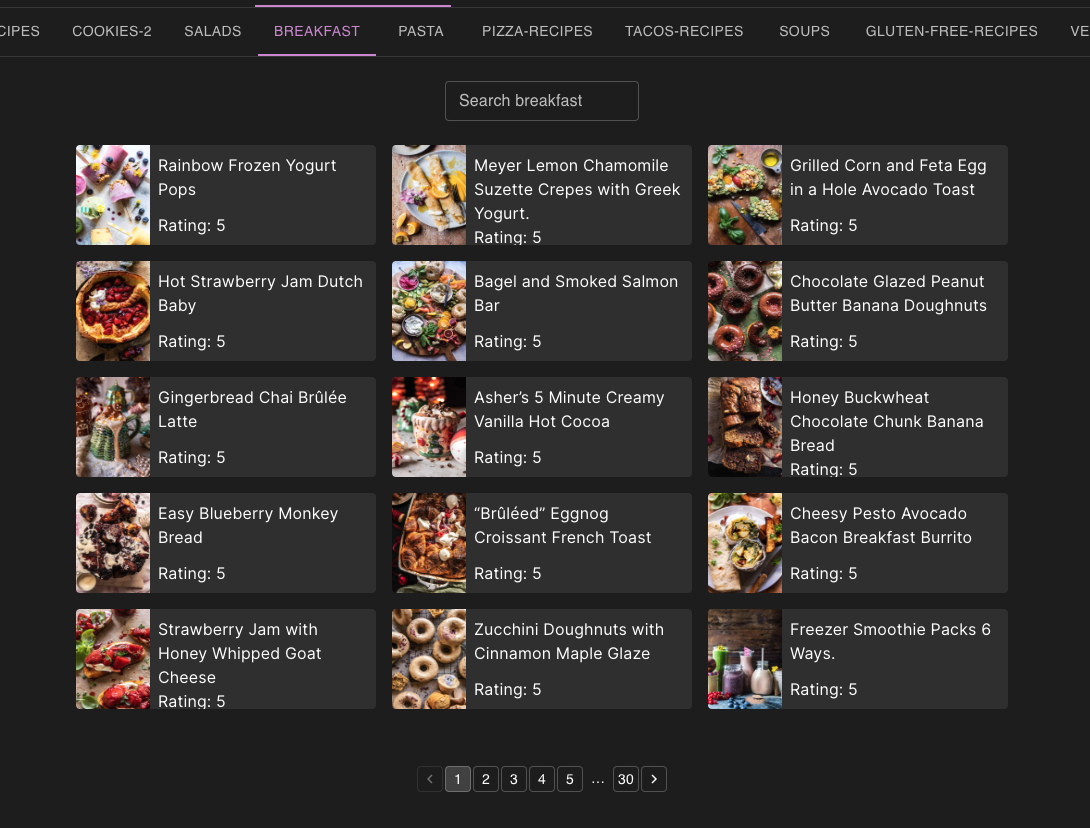 CIPES COOKIES-2 SALADS BREAKFAST PASTA PIZZA-RECIPES TACOS-RECIPES SOUPS GLUTEN-FREE-RECIPES VE
Search breakfast
Rainbow Frozen Yogurt
Pops
Rating: 5
Meyer Lemon Chamomile
Suzette Crepes with Greek
Yogurt.
Rating: 5
Grilled Corn and Feta Egg
in a Hole Avocado Toast
Rating: 5
Hot Strawberry Jam Dutch
Baby
Rating: 5
Bagel and Smoked Salmon
Bar
Rating: 5
Chocolate Glazed Peanut
Butter Banana Doughnuts
Rating: 5
Gingerbread Chai Brûlée
Latte
Rating: 5
Asher’s 5 Minute Creamy
Vanilla Hot Cocoa
Rating: 5
Honey Buckwheat
Chocolate Chunk Banana
Bread
Rating: 5
Easy Blueberry Monkey
Bread
Rating: 5
“Brûléed” Eggnog
Croissant French Toast
Rating: 5
Cheesy Pesto Avocado
Bacon Breakfast Burrito
Rating: 5
Strawberry Jam with
Honey Whipped Goat
Cheese
Rating: 5
Zucchini Doughnuts with
Cinnamon Maple Glaze
Rating: 5
Freezer Smoothie Packs 6
Ways.
Rating: 5
1 2 3 4 5 ... 30